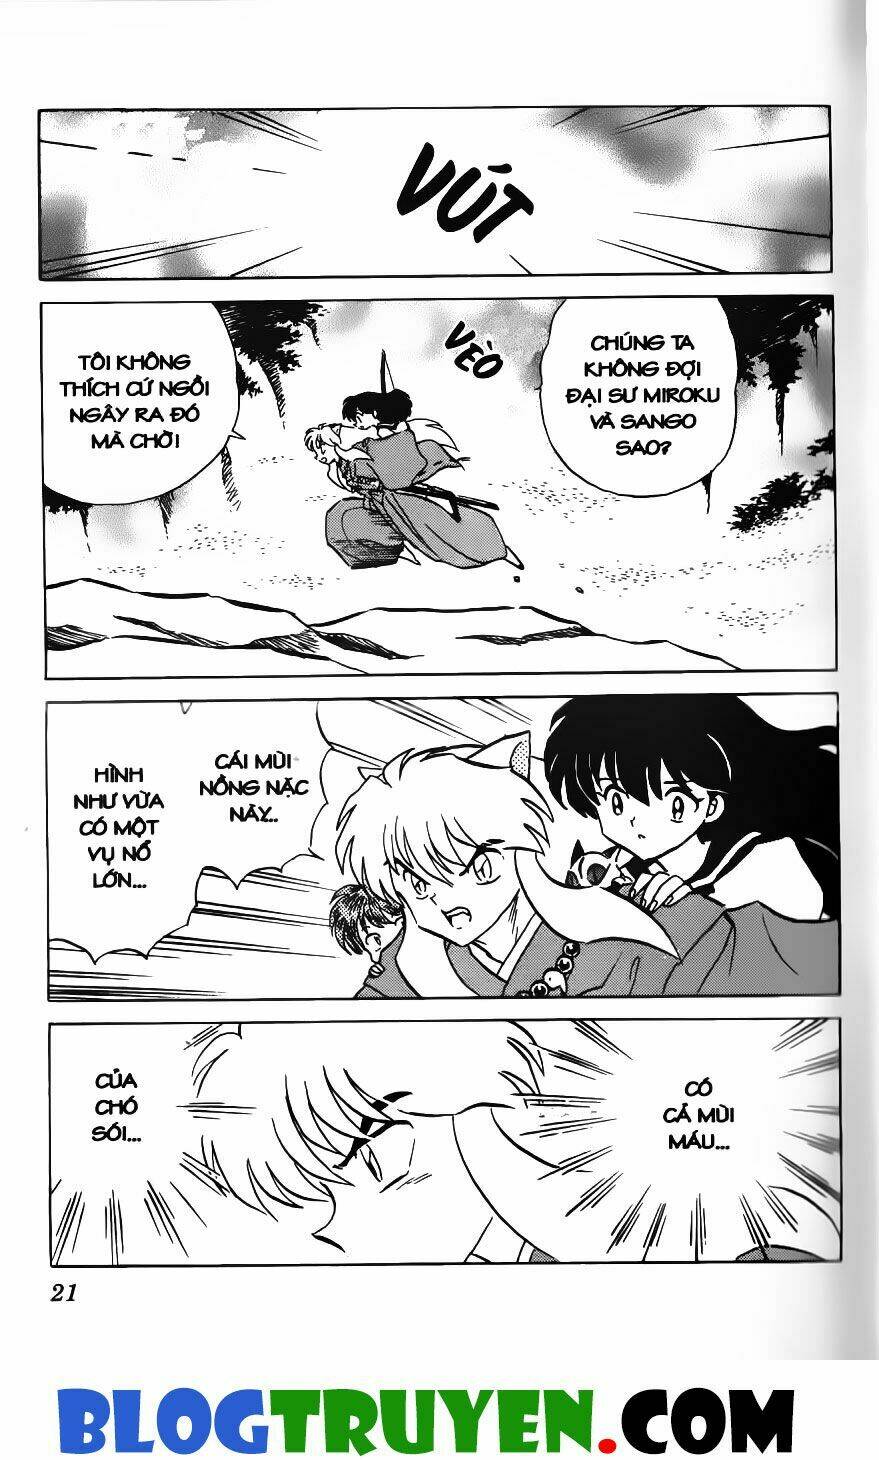 VÚT
CHÚNG TA
KHÔNG ĐỢI
ĐẠI SƯ MIROKU
VÀ SANGO
SAO?
VÈO
TÔI KHÔNG
THÍCH CỨ NGỒI
NGÂY RA ĐÓ
MÀ CHỜ!
CÁI MÙI
NỒNG NẶC
NÀY...
HÌNH
NHƯ VỪA
CÓ MỘT
VỤ NỔ
LỚN...
CÓ
CẢ MÙI
MÁU...
CỦA
CHÓ
SÓI...
21
BLOGTRUYEN.COM